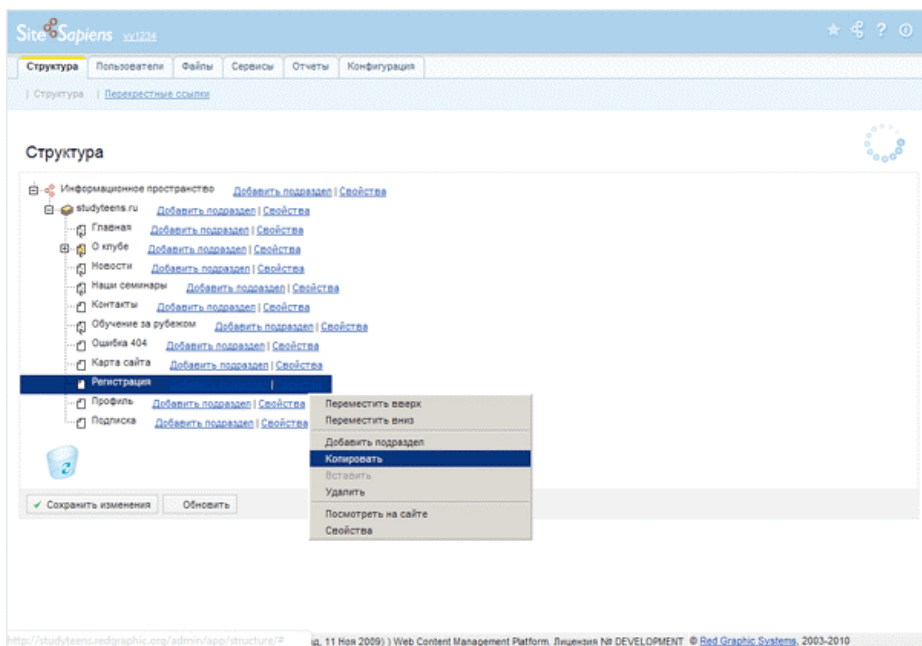 SiteSapiens vx1234
Структура Пользователи Файлы Сервисы Отчеты Конфигурация
| Структура | Перекрестные ссылки
Структура
Информационное пространство Добавить подраздел | Свойства
studyteens.ru Добавить подраздел | Свойства
Главная Добавить подраздел | Свойства
О клубе Добавить подраздел | Свойства
Новости Добавить подраздел | Свойства
Наши семинары Добавить подраздел | Свойства
Контакты Добавить подраздел | Свойства
Обучение за рубежом Добавить подраздел | Свойства
Ошибка 404 Добавить подраздел | Свойства
Карта сайта Добавить подраздел | Свойства
Регистрация |
Профиль Добавить подраздел | Свойства
Подписка Добавить подраздел | Свойства
Переместить вверх
Переместить вниз
Добавить подраздел
Копировать
Вставить
Удалить
Посмотреть на сайте
Свойства
Сохранить изменения Обновить
http://studyteens.redgraphic.org/admin/app/structure/# 11 Ноя 2009) ) Web Content Management Platform. Лицензия № DEVELOPMENT © Red Graphic Systems, 2003-2010